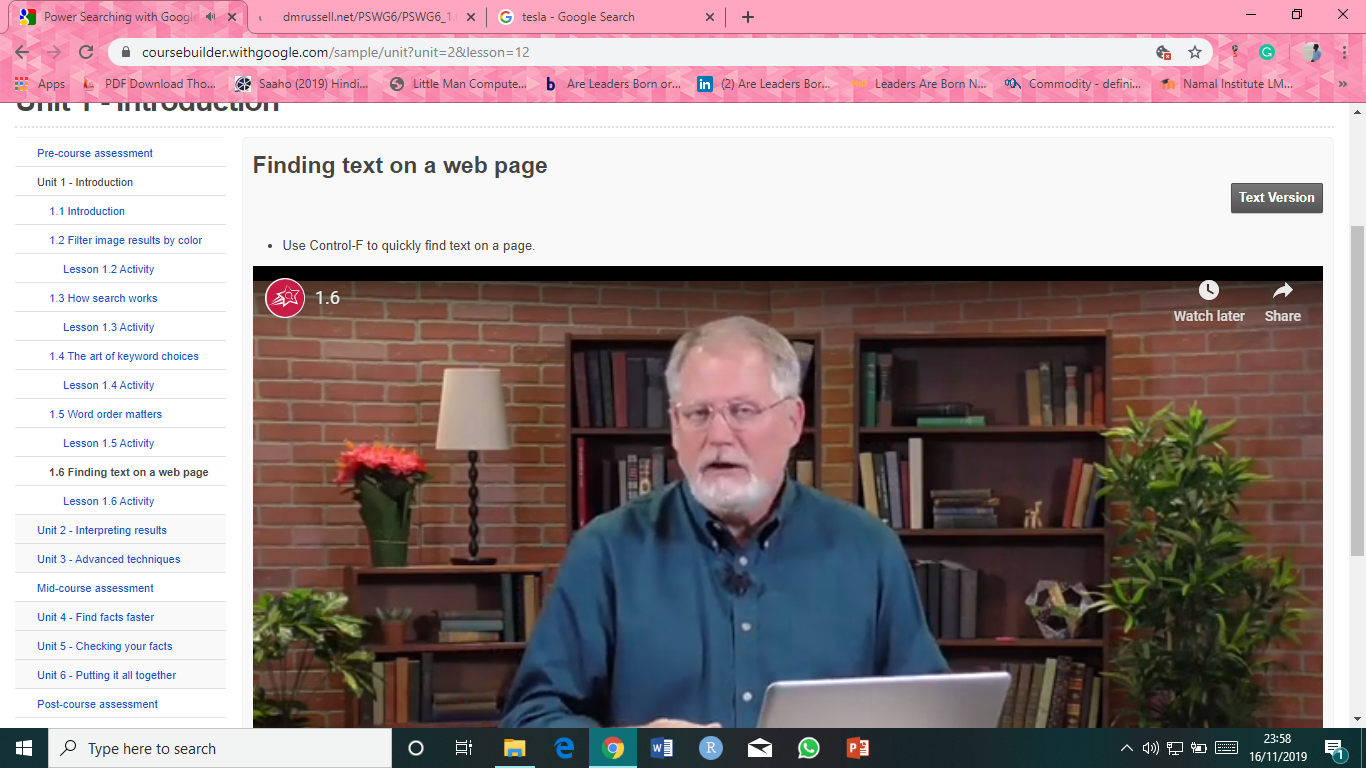 Power Searching with Googl
dmrussell.net/PSWG6/PSWG6_1.
tesla - Google Search
coursebuilder.withgoogle.com/sample/unit?unit=2&lesson=12
Apps
PDF Download Tho...
Saaho (2019) Hindi...
Little Man Compute...
Are Leaders Born or...
(2) Are Leaders Bor...
Leaders Are Born N...
Commodity - defini...
Namal Institute LM...
»
Unit 1 - Introduction
Pre-course assessment
Unit 1 - Introduction
1.1 Introduction
1.2 Filter image results by color
Lesson 1.2 Activity
1.3 How search works
Lesson 1.3 Activity
1.4 The art of keyword choices
Lesson 1.4 Activity
1.5 Word order matters
Lesson 1.5 Activity
1.6 Finding text on a web page
Lesson 1.6 Activity
Unit 2 - Interpreting results
Unit 3 - Advanced techniques
Mid-course assessment
Unit 4 - Find facts faster
Unit 5 - Checking your facts
Unit 6 - Putting it all together
Post-course assessment
Finding text on a web page
Text Version
• Use Control-F to quickly find text on a page.
1.6
Watch later
Share
Type here to search
23:58
16/11/2019
1